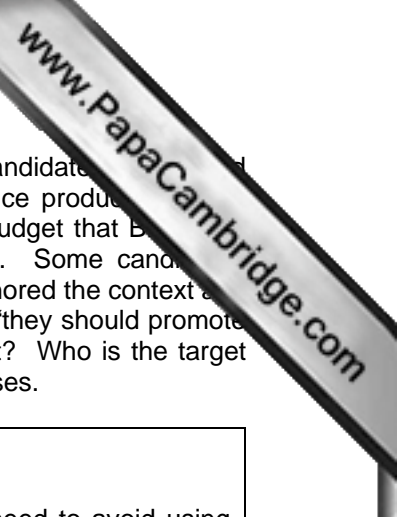 www.PapaCambridge.com
andidate
ce produ
udget that B
. Some cand
nored the context
"they should promote
t? Who is the target
ses.
need to avoid using